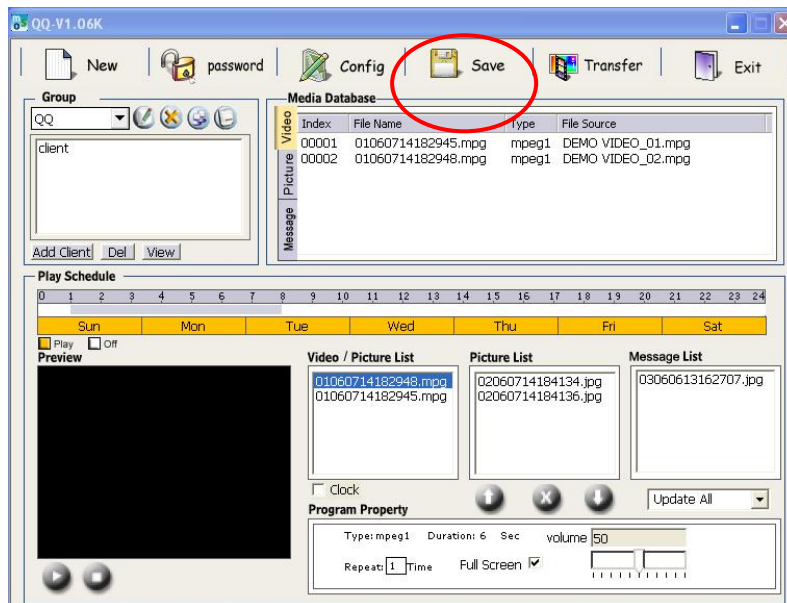 QQ-V1.06K
New password Config Save Transfer Exit
Group
QQ
client
Add Client Del View
Media Database
Video
Picture
Message
Index File Name Type File Source
00001 01060714182945.mpg mpeg1 DEMO VIDEO_01.mpg
00002 01060714182948.mpg mpeg1 DEMO VIDEO_02.mpg
Play Schedule
0 1 2 3 4 5 6 7 8 9 10 11 12 13 14 15 16 17 18 19 20 21 22 23 24
Sun Mon Tue Wed Thu Fri Sat
Play Off
Preview
Video / Picture List
01060714182948.mpg
01060714182945.mpg
Clock
Picture List
02060714184134.jpg
02060714184136.jpg
Message List
03060613162707.jpg
Update All
Program Property
Type:mpeg1 Duration: 6 Sec volume 50
Repeat: 1 Time Full Screen